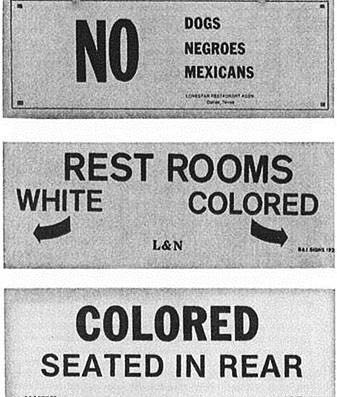 NO
DOGS
NEGROES
MEXICANS
LONESTAR RESTAURANT ASSN.
Dallas, Texas
REST ROOMS
WHITE COLORED
L&N
COLORED
SEATED IN REAR